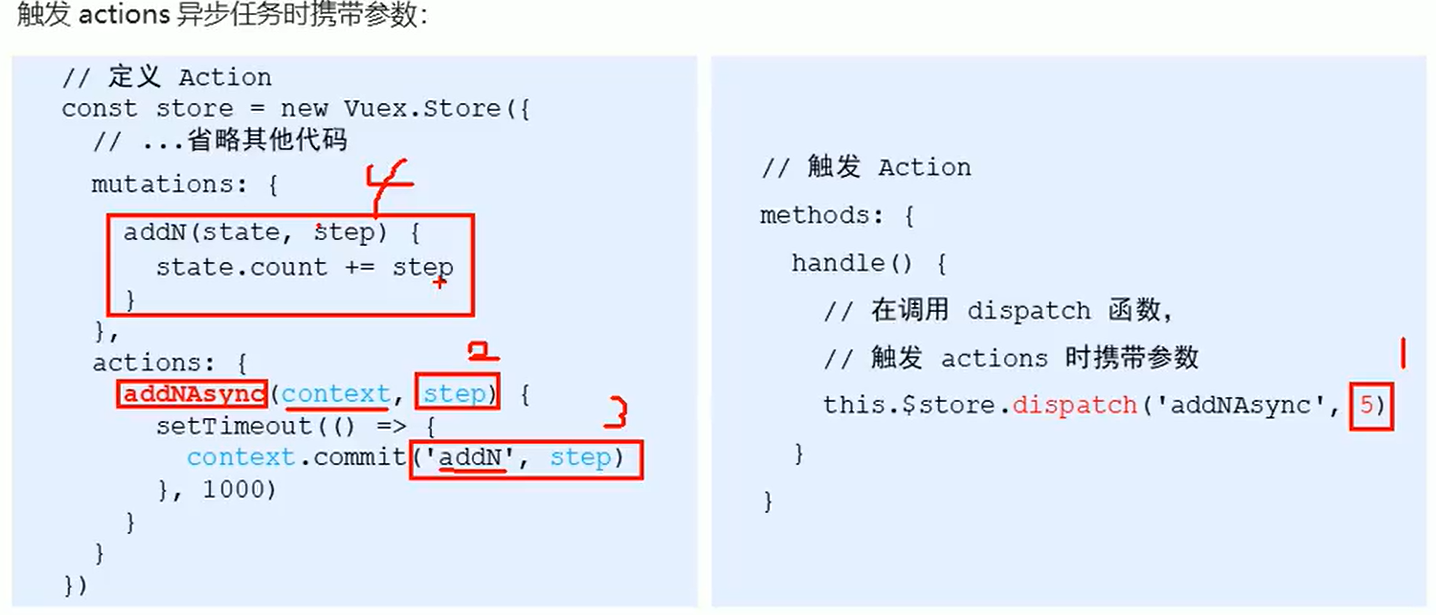 触发 actions 异步任务时携带参数：
// 定义 Action
const store = new Vuex.Store({
// ...省略其他代码
mutations: {
4
addN(state, step) {
state.count += step
}
},
actions: {
2
addNAsync(context, step) {
setTimeout(() => {
3
context.commit('addN', step)
}, 1000)
}
}
})
// 触发 Action
methods: {
handle() {
// 在调用 dispatch 函数，
// 触发 actions 时携带参数
1
this.$store.dispatch('addNAsync', 5)
}
}